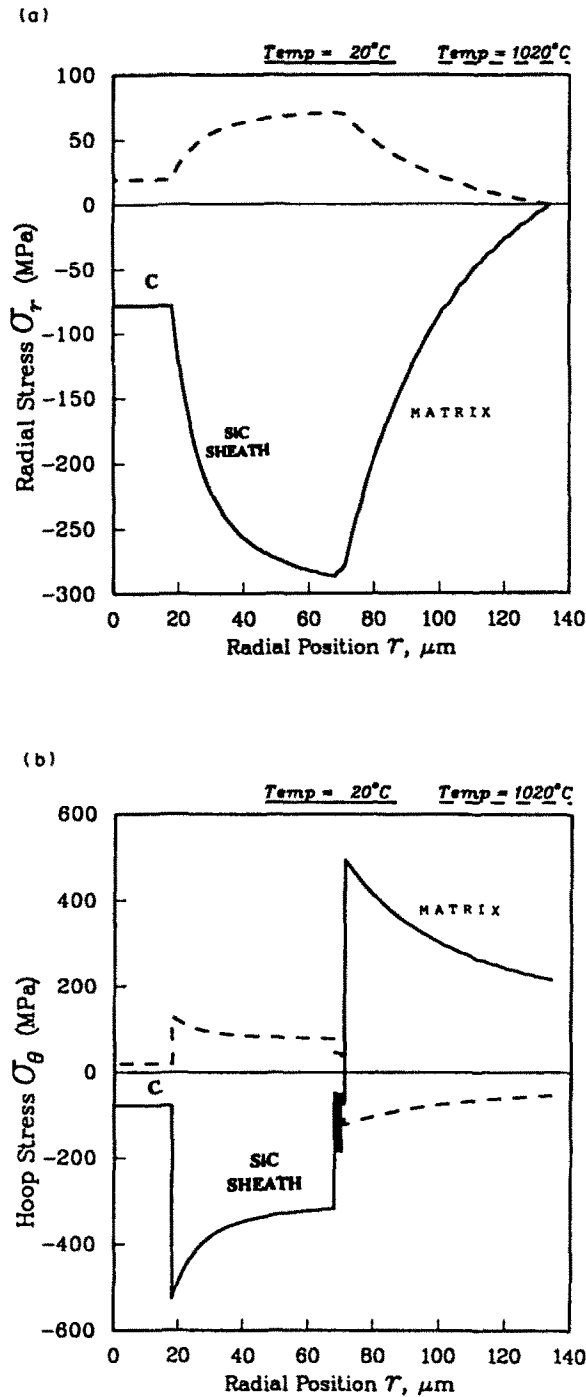 (a)
Temp = 20°C Temp = 1020°C
100
50
0
-50
-100
-150
-200
-250
-300
Radial Stress σr (MPa)
C
SiC
SHEATH
MATRIX
0 20 40 60 80 100 120 140
Radial Position r, μm
(b)
Temp = 20°C Temp = 1020°C
600
400
200
0
-200
-400
-600
Hoop Stress σθ (MPa)
MATRIX
C
SiC
SHEATH
0 20 40 60 80 100 120 140
Radial Position r, μm